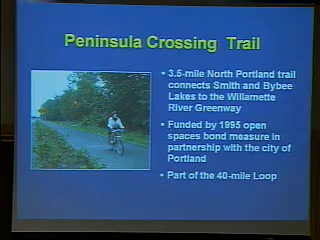 Peninsula Crossing Trail
• 3.5-mile North Portland trail
connects Smith and Bybee
Lakes to the Willamette
River Greenway
• Funded by 1995 open
spaces bond measure in
partnership with the city of
Portland
• Part of the 40-mile Loop